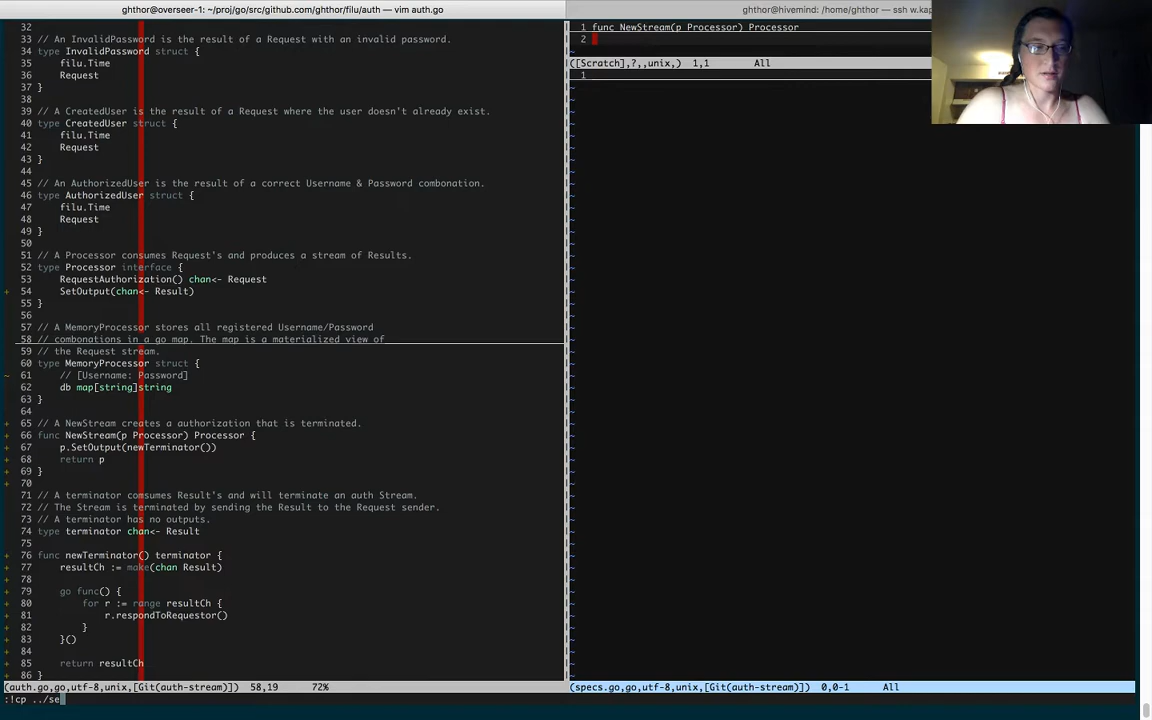 ghthor@overseer-1: ~/proj/go/src/github.com/ghthor/filu/auth — vim auth.go
ghthor@hivemind: /home/ghthor — ssh w.kap
32
33 // An InvalidPassword is the result of a Request with an invalid password.
34 type InvalidPassword struct {
35     filu.Time
36     Request
37 }
38
39 // A CreatedUser is the result of a Request where the user doesn't already exist.
40 type CreatedUser struct {
41     filu.Time
42     Request
43 }
44
45 // An AuthorizedUser is the result of a correct Username & Password combonation.
46 type AuthorizedUser struct {
47     filu.Time
48     Request
49 }
50
51 // A Processor consumes Request's and produces a stream of Results.
52 type Processor interface {
53     RequestAuthorization() chan<- Request
+ 54     SetOutput(chan<- Result)
55 }
56
57 // A MemoryProcessor stores all registered Username/Password
58 // combonations in a go map. The map is a materialized view of
59 // the Request stream.
60 type MemoryProcessor struct {
~ 61     // [Username: Password]
62     db map[string]string
63 }
64
+ 65 // A NewStream creates a authorization that is terminated.
+ 66 func NewStream(p Processor) Processor {
+ 67     p.SetOutput(newTerminator())
+ 68     return p
+ 69 }
+ 70
71 // A terminator comsumes Result's and will terminate an auth Stream.
72 // The Stream is terminated by sending the Result to the Request sender.
73 // A terminator has no outputs.
74 type terminator chan<- Result
75
+ 76 func newTerminator() terminator {
+ 77     resultCh := make(chan Result)
+ 78
+ 79     go func() {
+ 80         for r := range resultCh {
+ 81             r.respondToRequestor()
+ 82         }
+ 83     }()
+ 84
+ 85     return resultCh
+ 86 }
(auth.go,go,utf-8,unix,[Git(auth-stream)])  58,19     72%
:!cp ../se
1 func NewStream(p Processor) Processor
2
~
([Scratch],?,,unix,)  1,1     All
1
(specs.go,go,utf-8,unix,[Git(auth-stream)])  0,0-1     All